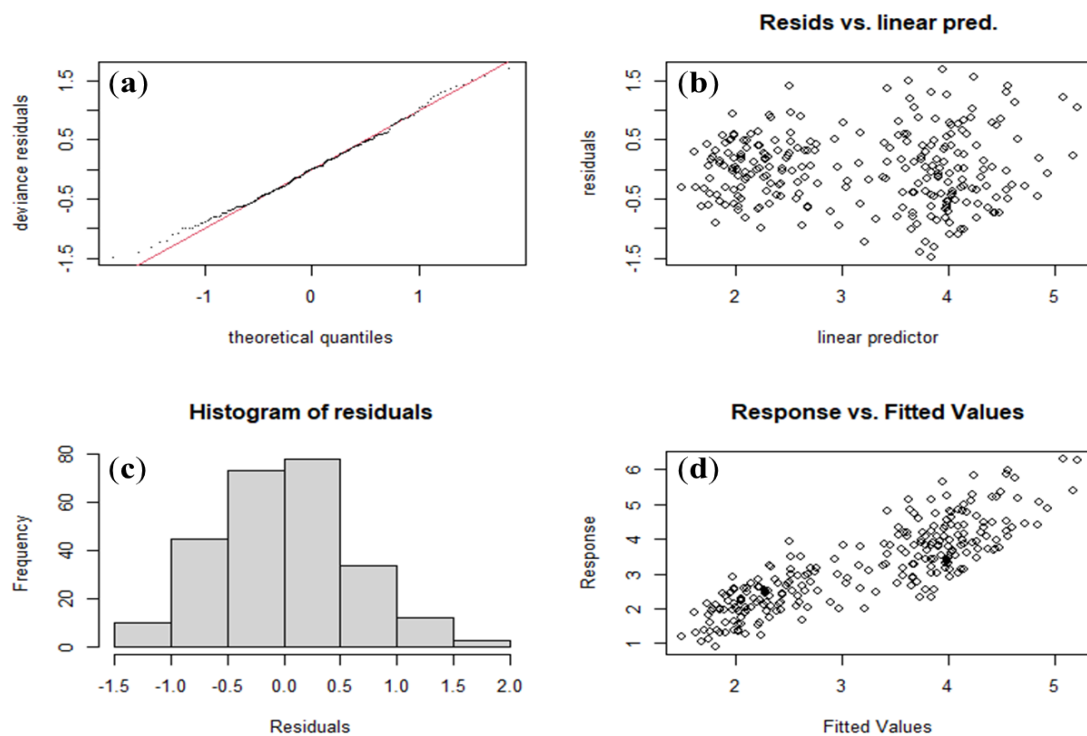 (a)
deviance residuals
1.5
0.5
-0.5
-1.5
-1 0 1
theoretical quantiles
Resids vs. linear pred.
(b)
residuals
1.5
0.5
-0.5
-1.5
2 3 4 5
linear predictor
Histogram of residuals
(c)
Frequency
80
60
40
20
0
-1.5 -1.0 -0.5 0.0 0.5 1.0 1.5 2.0
Residuals
Response vs. Fitted Values
(d)
Response
6
5
4
3
2
1
2 3 4 5
Fitted Values